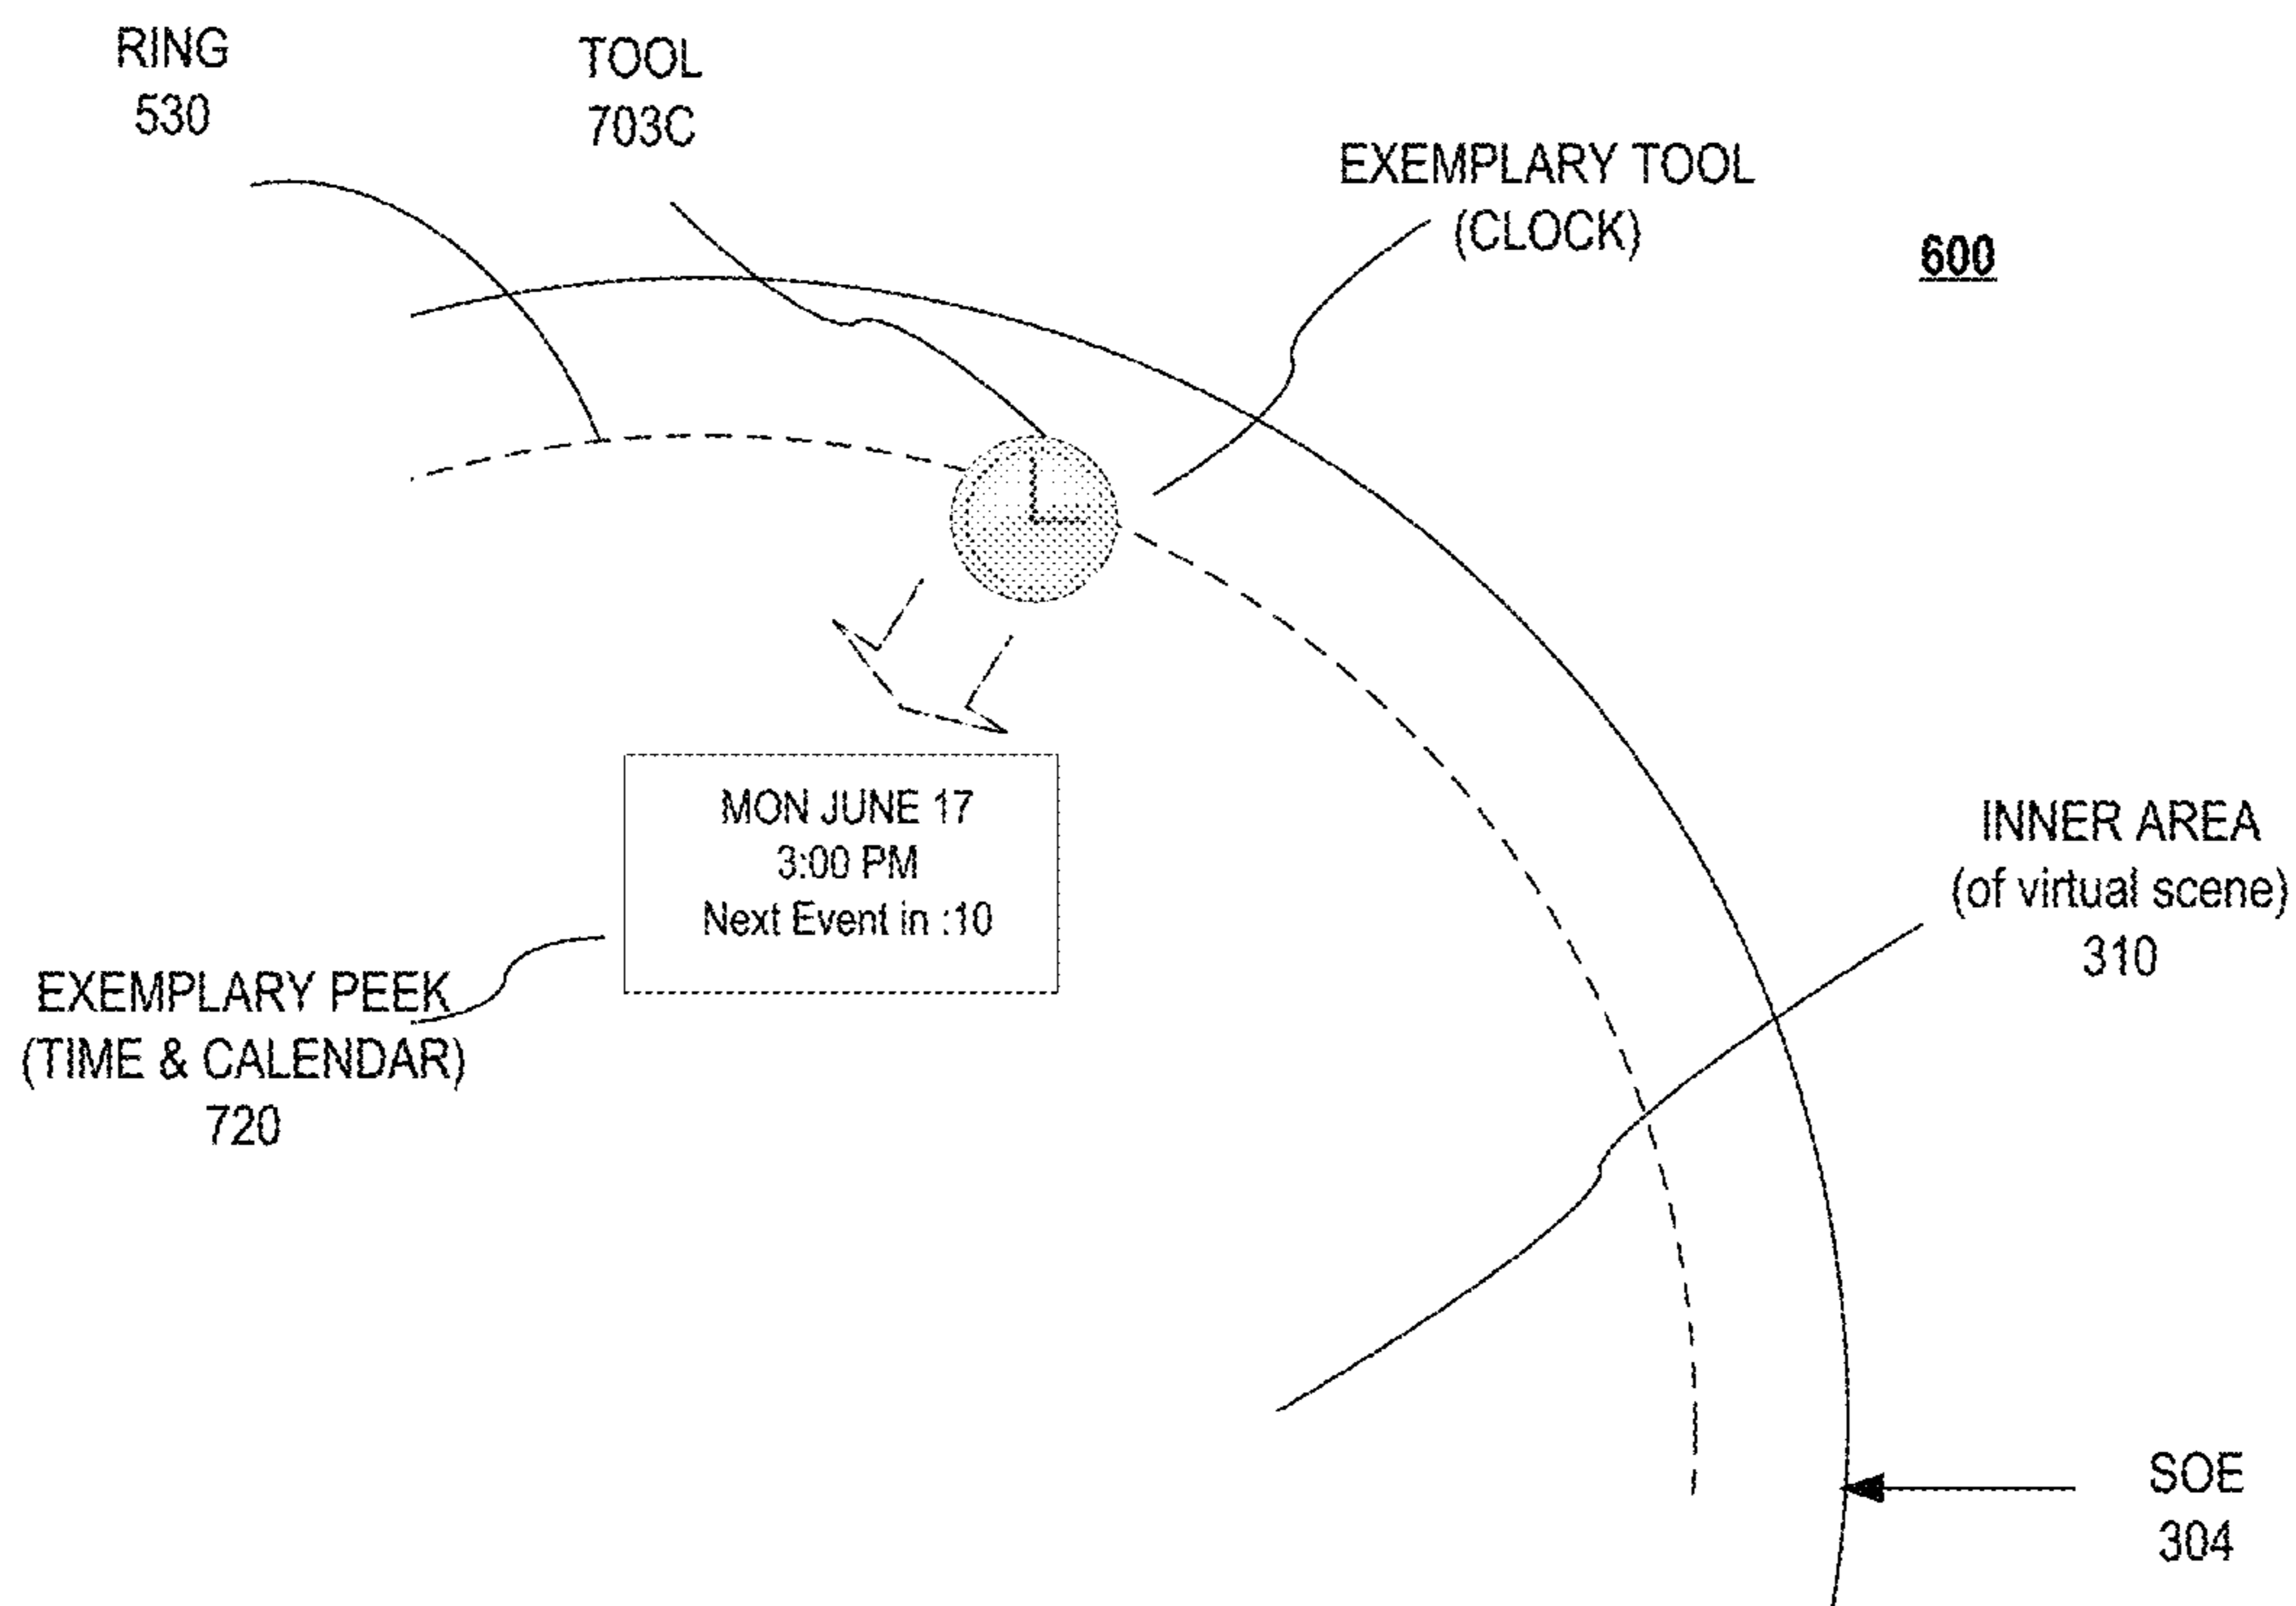 RING
530
TOOL
703C
EXEMPLARY TOOL
(CLOCK)
600
MON JUNE 17
3:00 PM
Next Event in :10
EXEMPLARY PEEK
(TIME & CALENDAR)
720
INNER AREA
(of virtual scene)
310
SOE
304